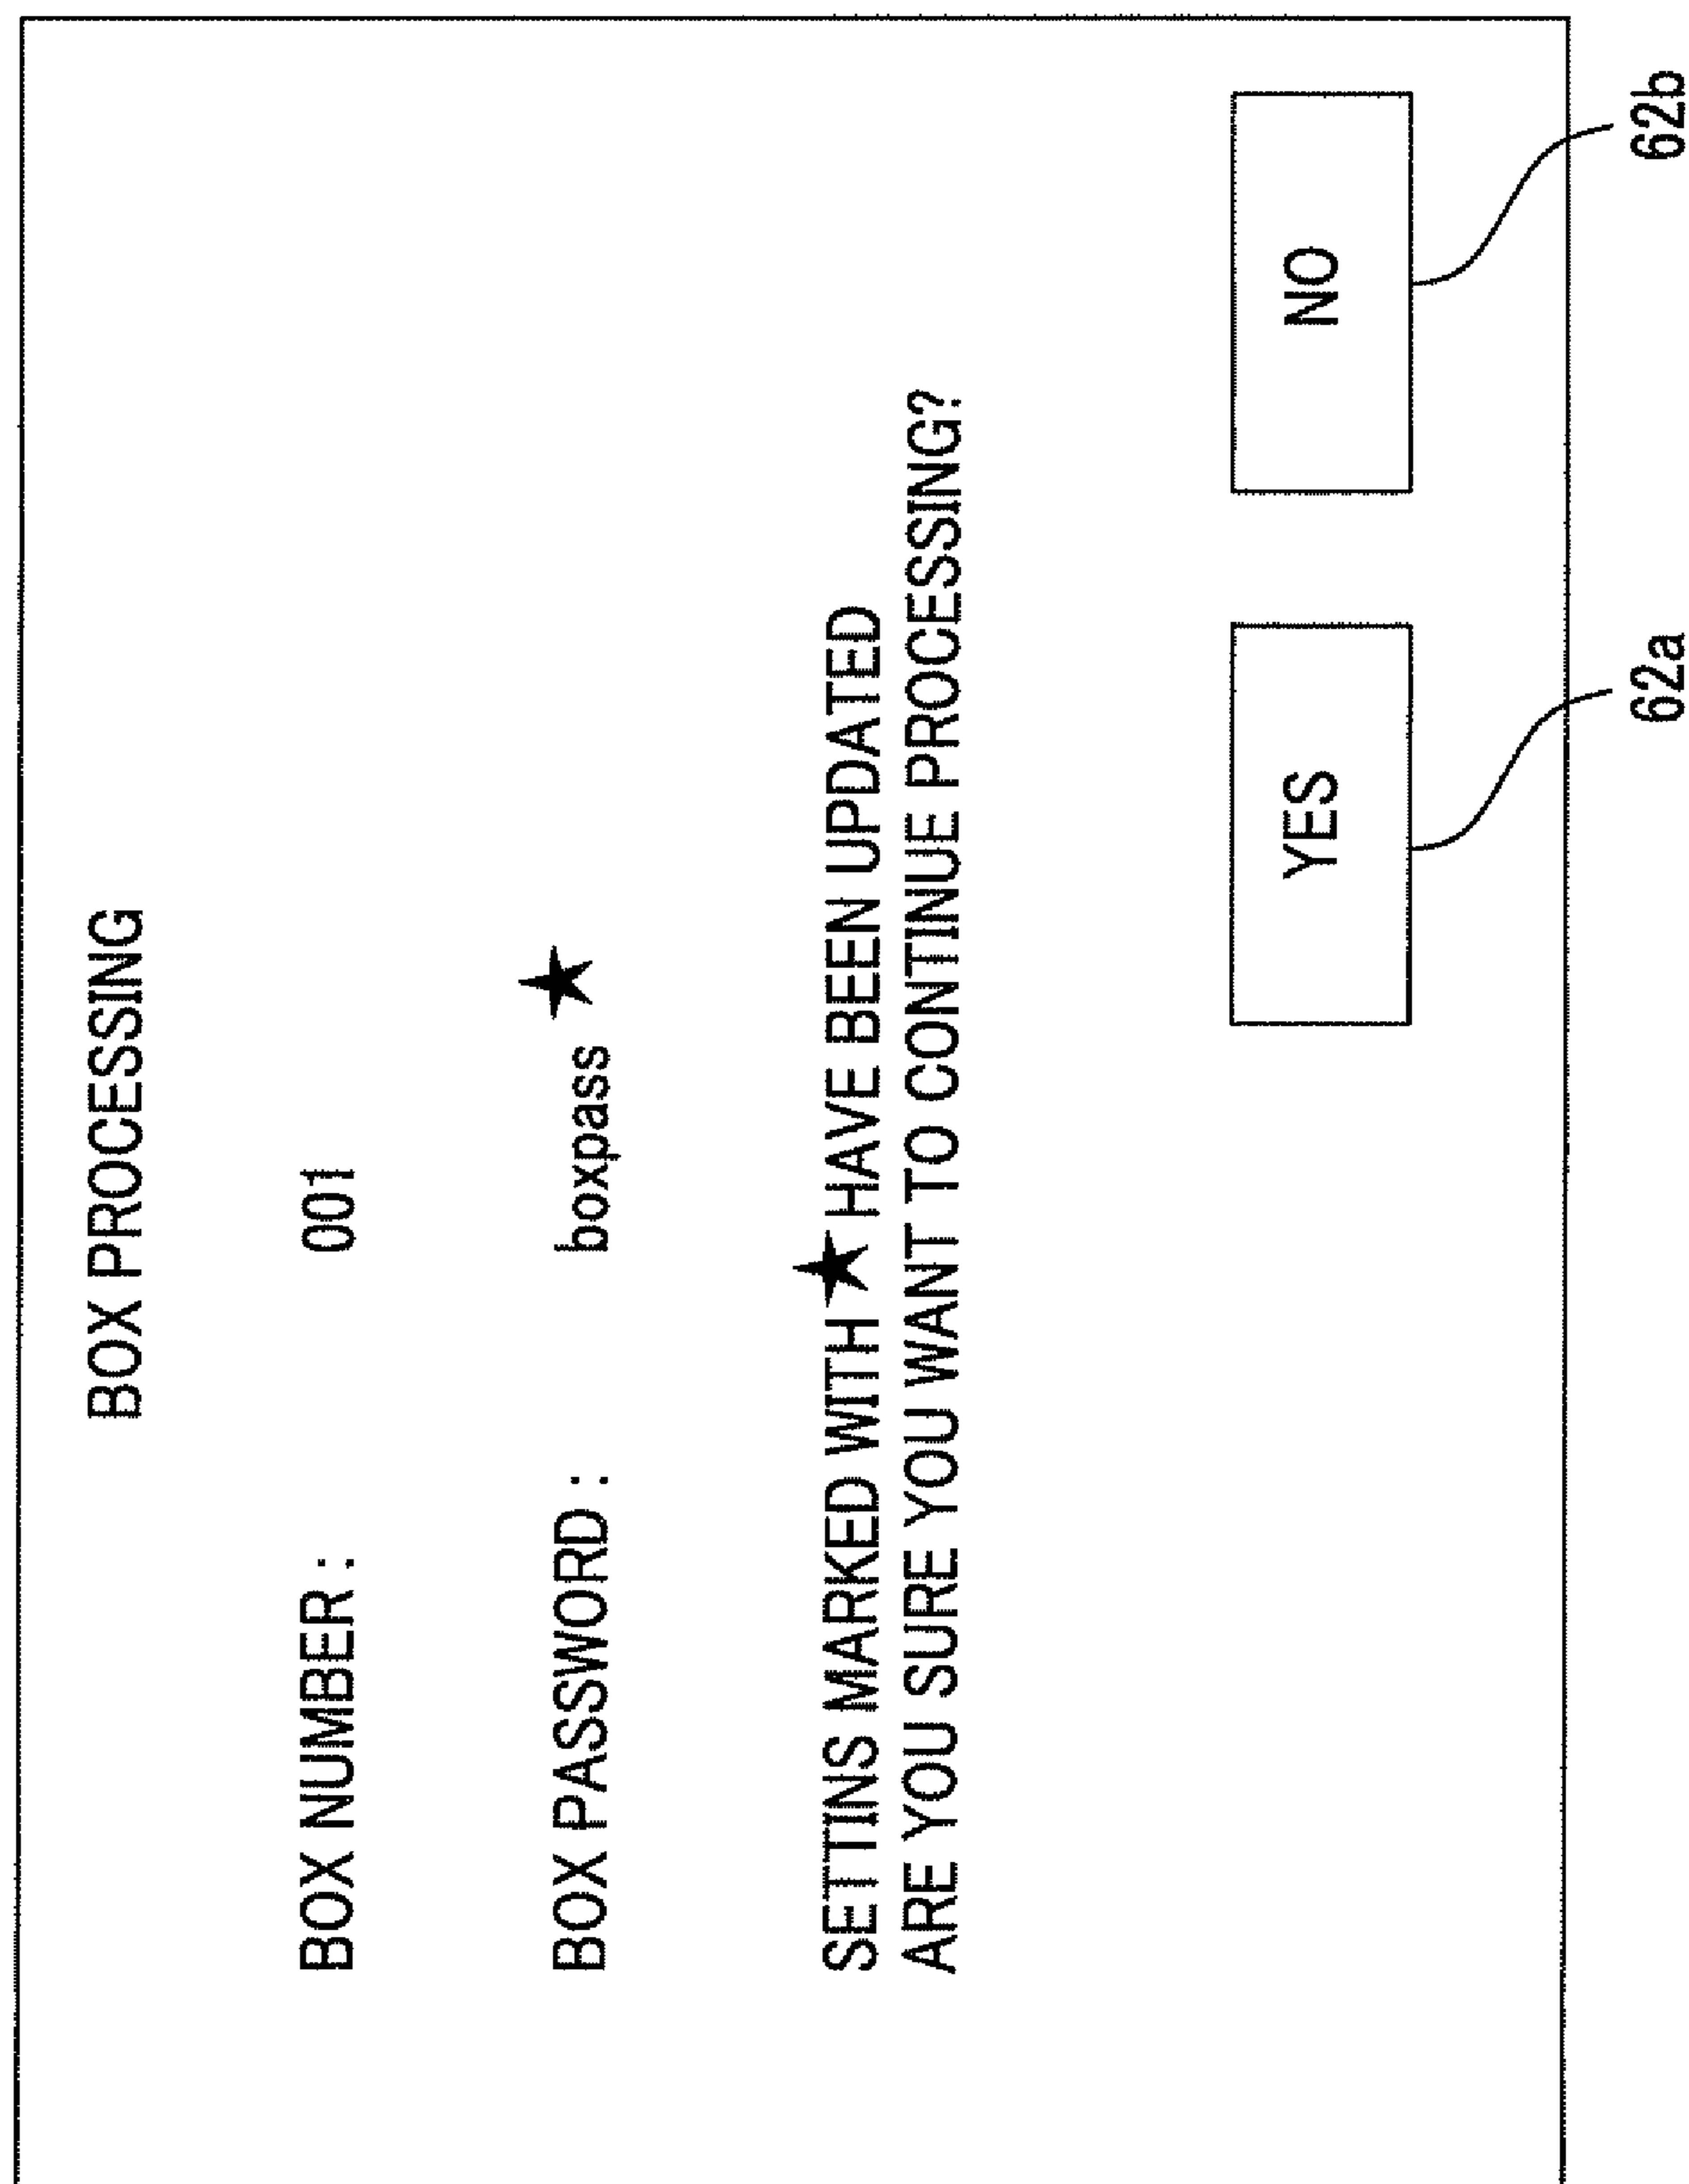 BOX PROCESSING
BOX NUMBER : 001
BOX PASSWORD : boxpass ★
SETTINS MARKED WITH ★ HAVE BEEN UPDATED
ARE YOU SURE YOU WANT TO CONTINUE PROCESSING?
YES NO
62a 62b